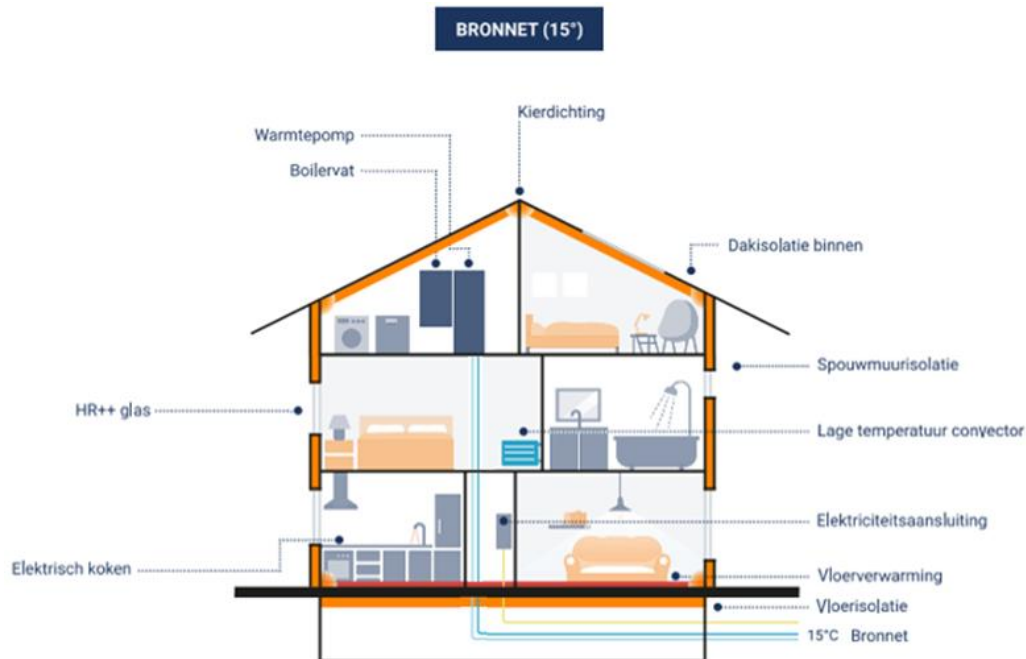 BRONNET (15°)
Kierdichting
Warmtepomp
Boilervat
Dakisolatie binnen
Spouwmuurisolatie
HR++ glas
Lage temperatuur convector
Elektriciteitsaansluiting
Elektrisch koken
Vloerverwarming
Vloerisolatie
15°C Bronnet